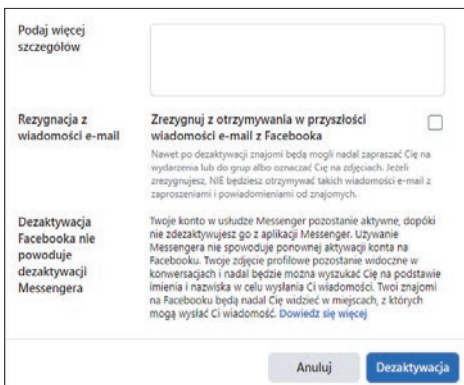 Podaj więcej
szczegółów
Rezygnacja z
wiadomości e-mail
Zrezygnuj z otrzymywania w przyszłości
wiadomości e-mail z Facebooka
Nawet po dezaktywacji znajomi będą mogli nadal zapraszać Cię na
wydarzenia lub do grup albo oznaczać Cię na zdjęciach. Jeżeli
zrezygnujesz, NIE będziesz otrzymywać takich wiadomości e-mail z
zaproszeniami i powiadomieniami od znajomych.
Dezaktywacja
Facebooka nie
powoduje
dezaktywacji
Messengera
Twoje konto w usłudze Messenger pozostanie aktywne, dopóki
nie zdezaktywujesz go z aplikacji Messenger. Używanie
Messengera nie spowoduje ponownej aktywacji konta na
Facebooku. Twoje zdjęcie profilowe pozostanie widoczne w
konwersacjach i nadal będzie można wyszukać Cię na podstawie
imienia i nazwiska w celu wysłania Ci wiadomości. Twoi znajomi
na Facebooku będą nadal Cię widzieć w miejscach, z których
mogą wysłać Ci wiadomość. Dowiedz się więcej
Anuluj
Dezaktywacja